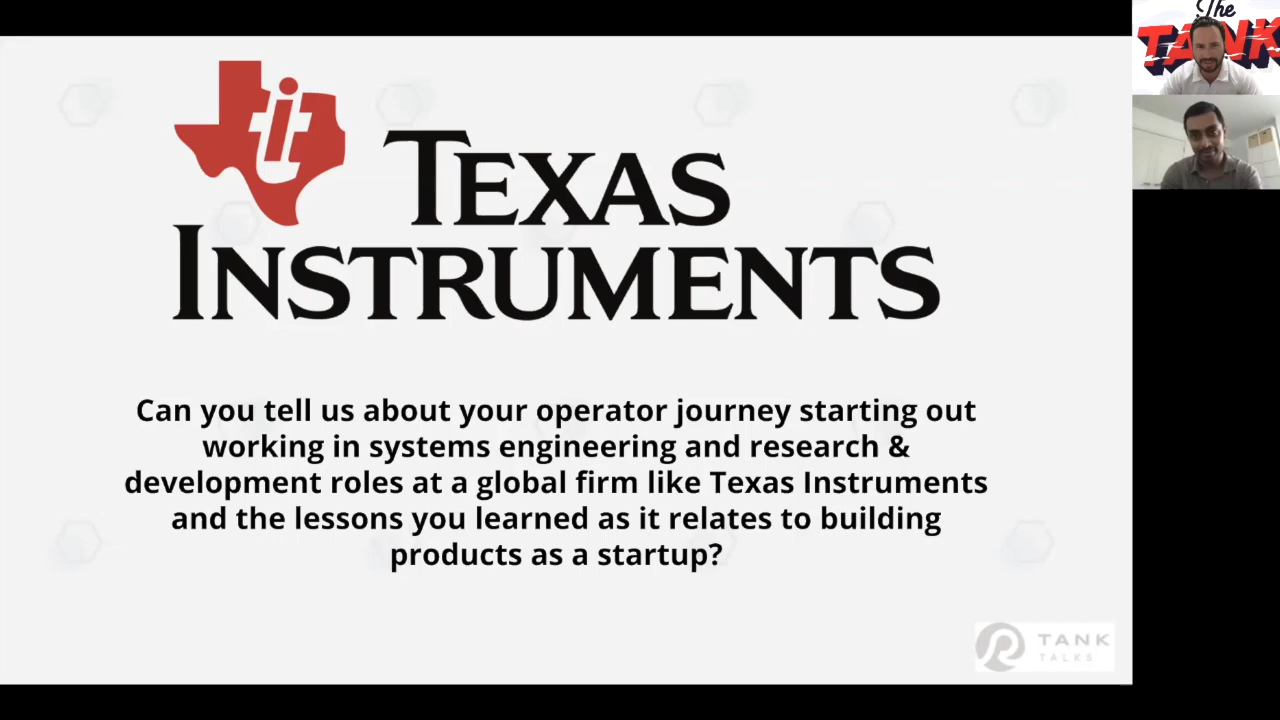 The
TANK
ti
TEXAS
INSTRUMENTS
Can you tell us about your operator journey starting out
working in systems engineering and research &
development roles at a global firm like Texas Instruments
and the lessons you learned as it relates to building
products as a startup?
TANK
TALKS